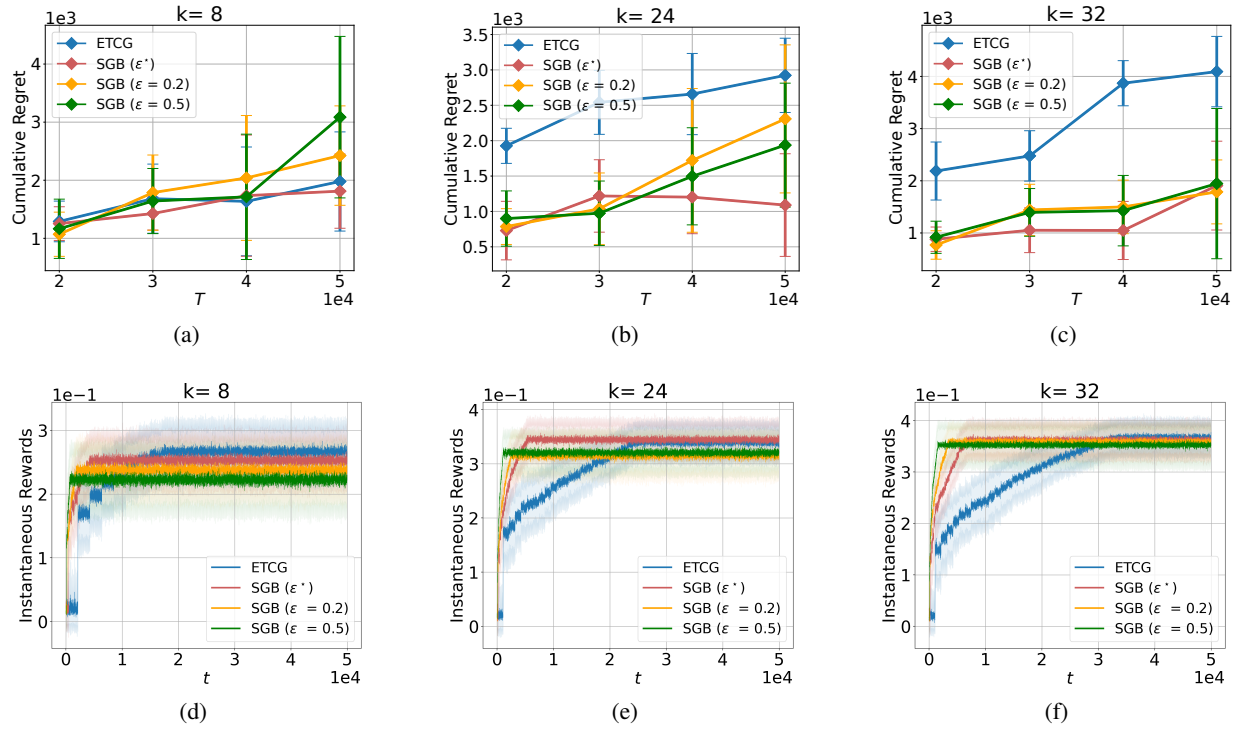 k= 8
1e3
ETCG
SGB (ε*)
SGB (ε = 0.2)
SGB (ε = 0.5)
Cumulative Regret
4
3
2
1
2 3 4 5
1e4
T
(a)
k= 24
1e3
ETCG
SGB (ε*)
SGB (ε = 0.2)
SGB (ε = 0.5)
Cumulative Regret
3.5
3.0
2.5
2.0
1.5
1.0
0.5
2 3 4 5
1e4
T
(b)
k= 32
1e3
ETCG
SGB (ε*)
SGB (ε = 0.2)
SGB (ε = 0.5)
Cumulative Regret
4
3
2
1
2 3 4 5
1e4
T
(c)
k= 8
1e−1
Instantaneous Rewards
3
2
1
0
ETCG
SGB (ε*)
SGB (ε = 0.2)
SGB (ε = 0.5)
0 1 2 3 4 5
1e4
t
(d)
k= 24
1e−1
Instantaneous Rewards
4
3
2
1
0
ETCG
SGB (ε*)
SGB (ε = 0.2)
SGB (ε = 0.5)
0 1 2 3 4 5
1e4
t
(e)
k= 32
1e−1
Instantaneous Rewards
4
3
2
1
0
ETCG
SGB (ε*)
SGB (ε = 0.2)
SGB (ε = 0.5)
0 1 2 3 4 5
1e4
t
(f)